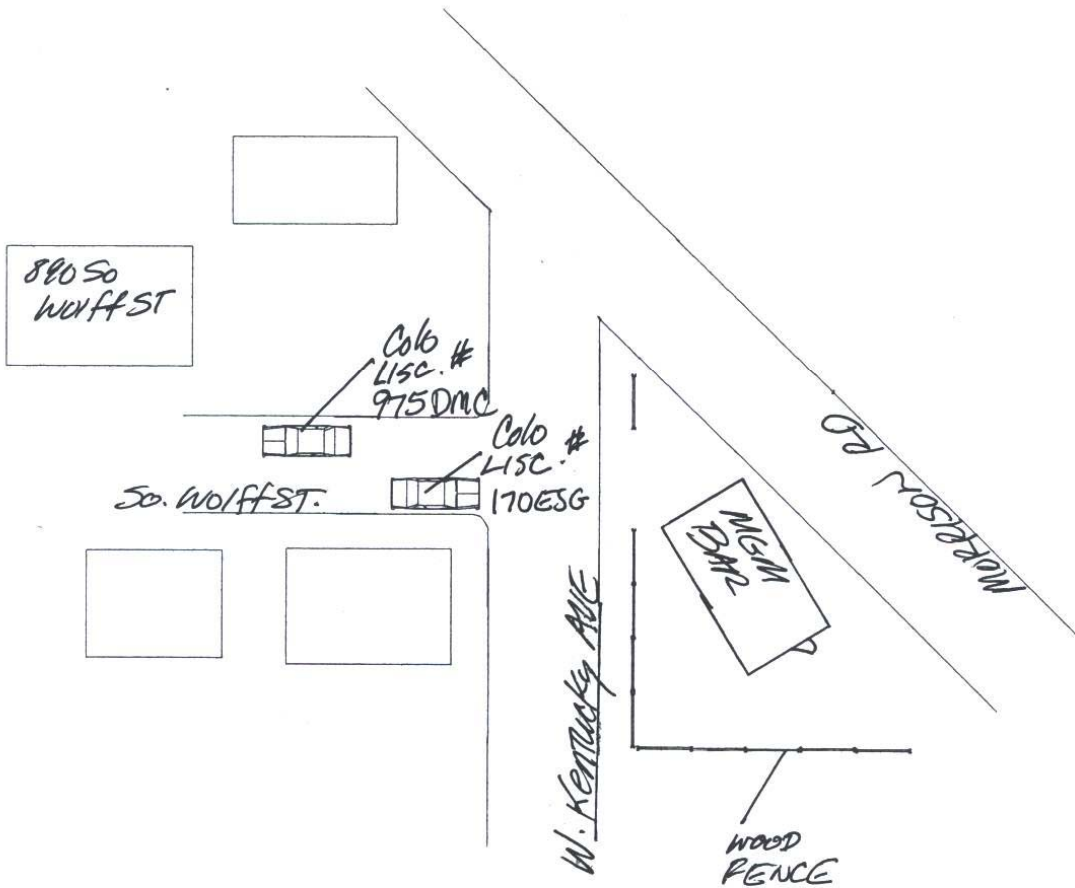 890 So
Wolff ST
Colo
LISC. #
975DMC
Colo
LISC. #
170ESG
So. Wolff ST.
MORRISON RD
MGM
BAR
W. Kentucky AVE
WOOD
FENCE